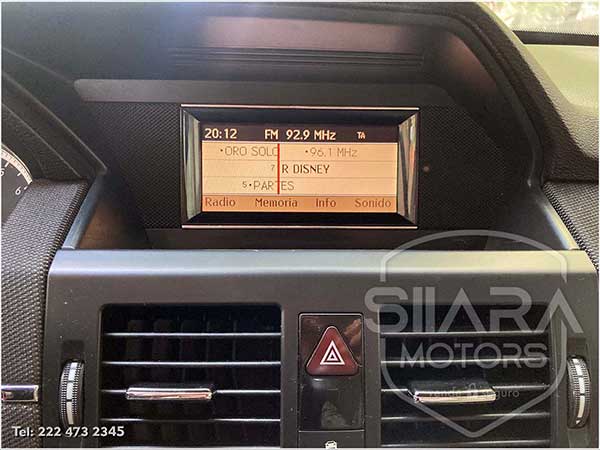 20:12 FM 92.9 MHz TA
•ORO SOLO •96.1 MHz
7 R DISNEY
5•PARTES
Radio Memoria Info Sonido
SIIARA
MOTORS
Tel: 222 473 2345
6